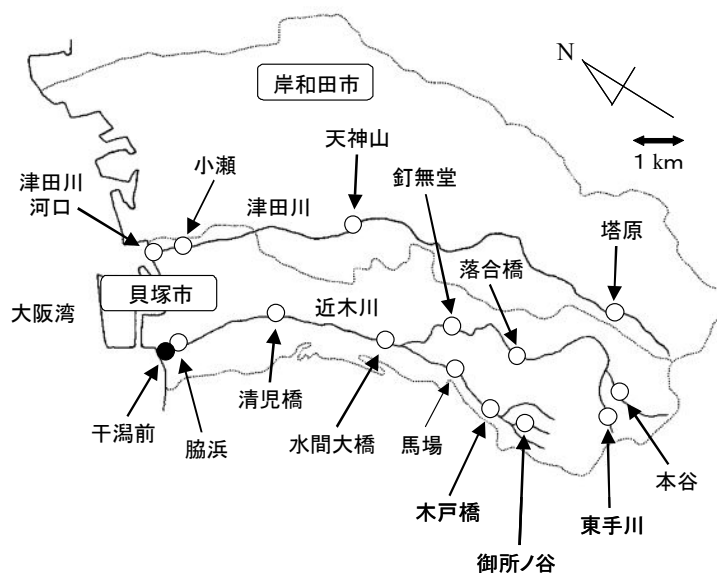 岸和田市
N
1 km
天神山
小瀬
釘無堂
津田川
河口
津田川
塔原
落合橋
貝塚市
近木川
大阪湾
清児橋
干潟前
脇浜
水間大橋
馬場
本谷
木戸橋
東手川
御所ノ谷